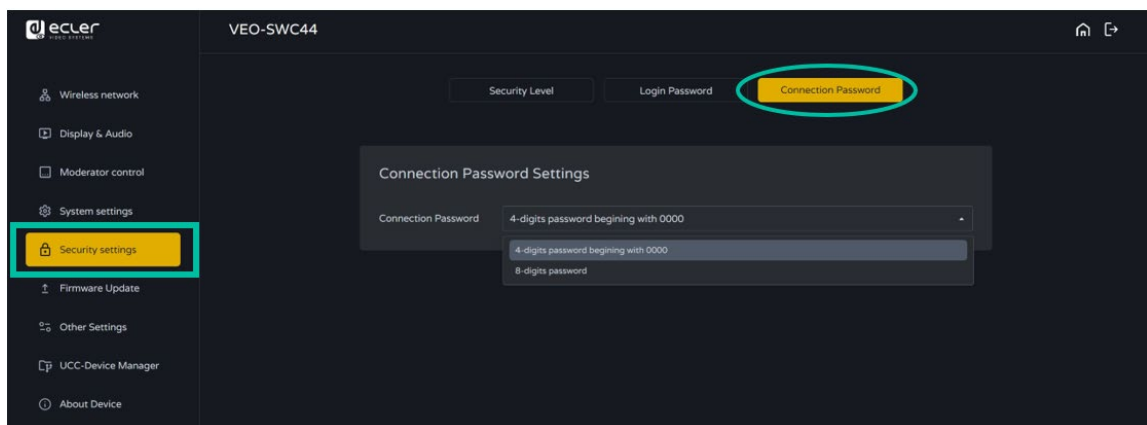 ecler
VIDEO SYSTEMS
VEO-SWC44
Wireless network
Display & Audio
Moderator control
System settings
Security settings
Firmware Update
Other Settings
UCC-Device Manager
About Device
Security Level
Login Password
Connection Password
Connection Password Settings
Connection Password
4-digits password begining with 0000
4-digits password begining with 0000
8-digits password